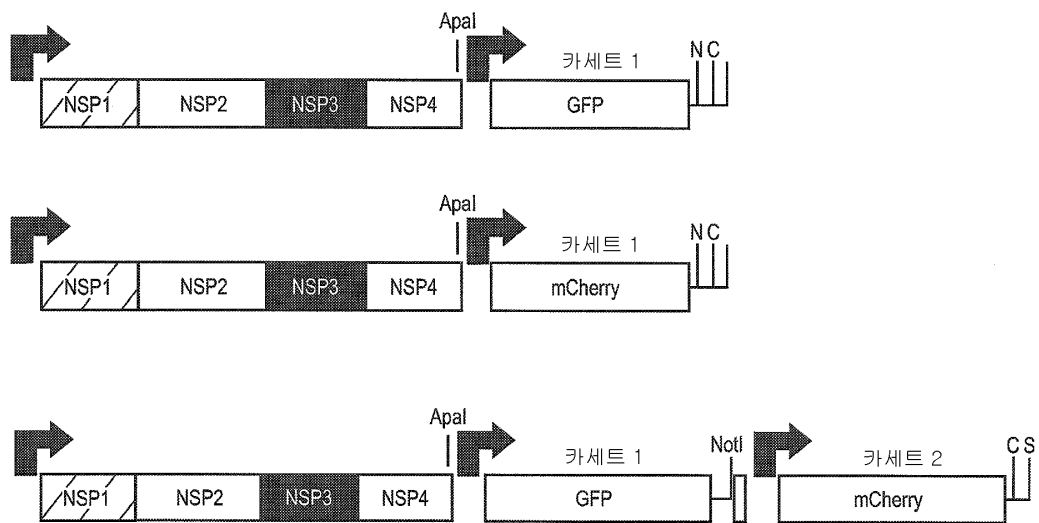 ApaI
카세트 1
N C
NSP1 NSP2 NSP3 NSP4 GFP
ApaI
카세트 1
N C
NSP1 NSP2 NSP3 NSP4 mCherry
ApaI
카세트 1
NotI
카세트 2
C S
NSP1 NSP2 NSP3 NSP4 GFP mCherry